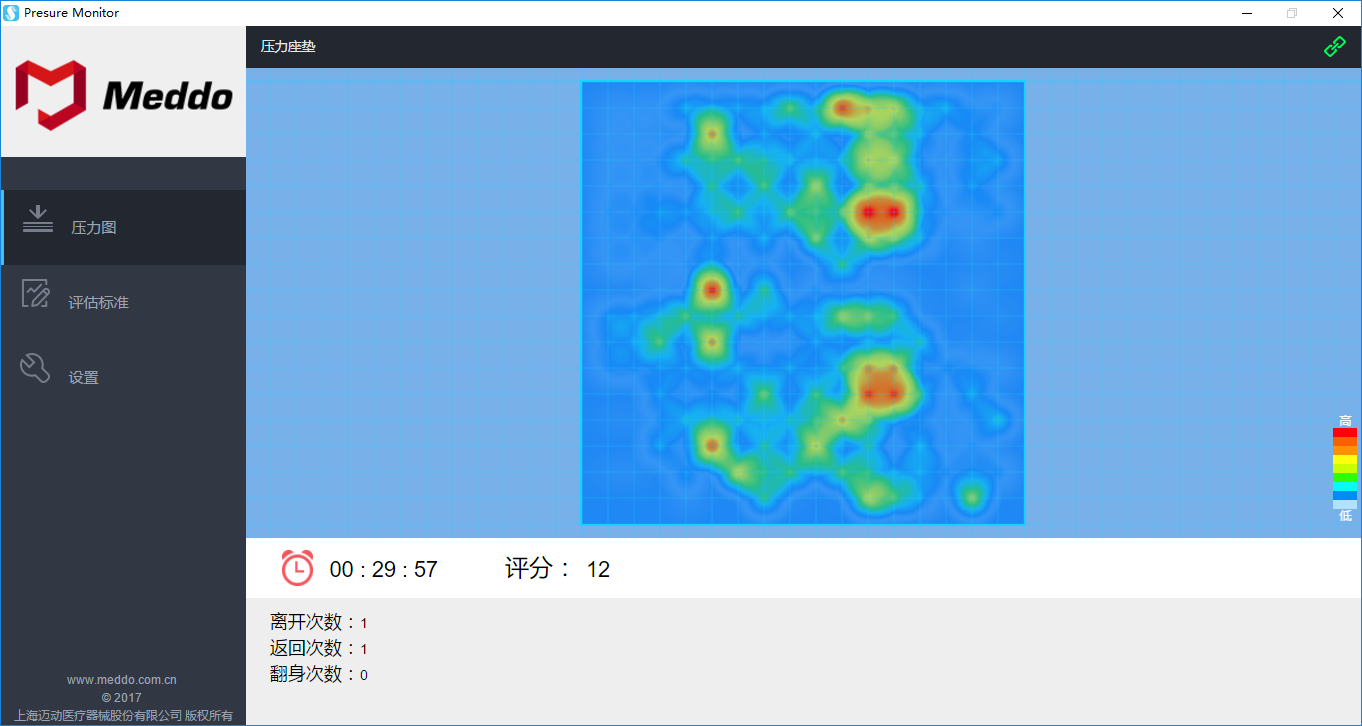 Presure Monitor
Meddo
压力座垫
压力图
评估标准
设置
高
低
00 : 29 : 57
评分： 12
离开次数：1
返回次数：1
翻身次数：0
www.meddo.com.cn
© 2017
上海迈动医疗器械股份有限公司 版权所有